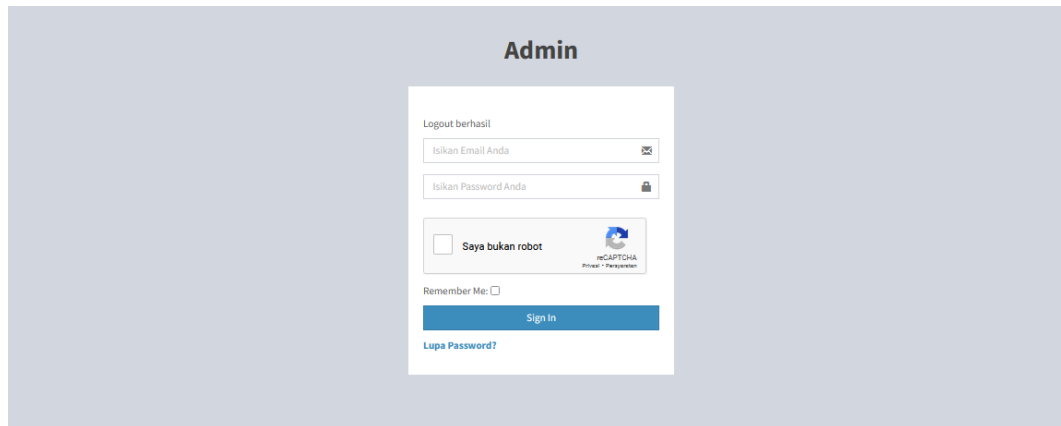 Admin
Logout berhasil
Isikan Email Anda
Isikan Password Anda
Saya bukan robot
reCAPTCHA
Privasi • Persyaratan
Remember Me:
Sign In
Lupa Password?